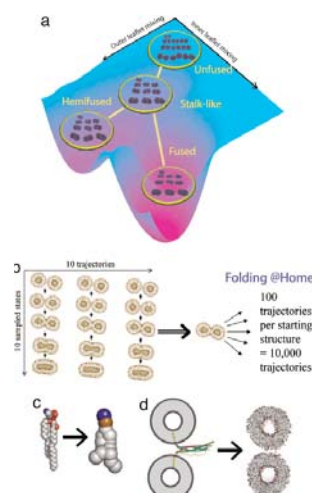 a
Outer leaflet mixing
Inner leaflet mixing
Unfused
Hemifused
Stalk-like
Fused
b
10 trajectories
10 sampled states
Folding @Home
100
trajectories
per starting
structure
= 10,000
trajectories
c
d